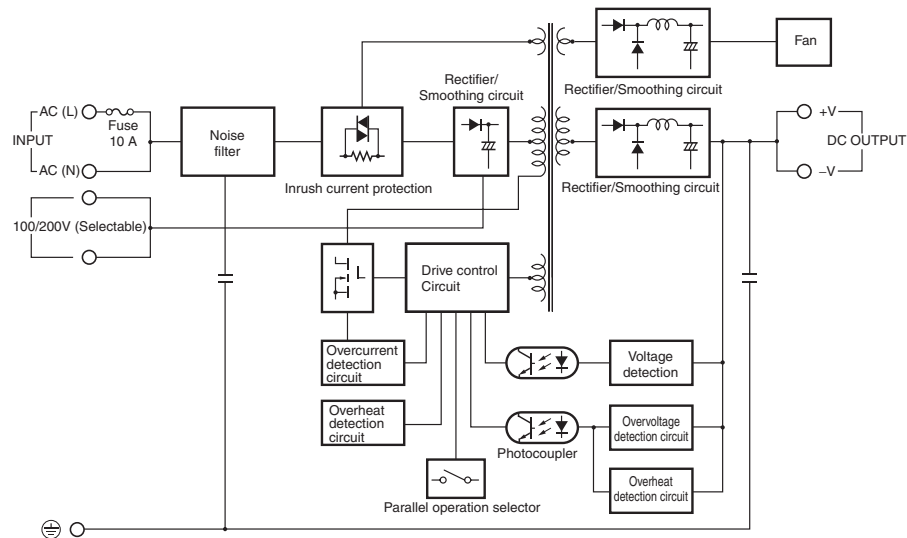 Fan
Rectifier/Smoothing circuit
Rectifier/
Smoothing circuit
AC (L)
Fuse
10 A
INPUT
AC (N)
Noise
filter
Inrush current protection
Rectifier/Smoothing circuit
+V
DC OUTPUT
–V
100/200V (Selectable)
Drive control
Circuit
Overcurrent
detection
circuit
Voltage
detection
Overheat
detection
circuit
Overvoltage
detection circuit
Photocoupler
Overheat
detection circuit
Parallel operation selector